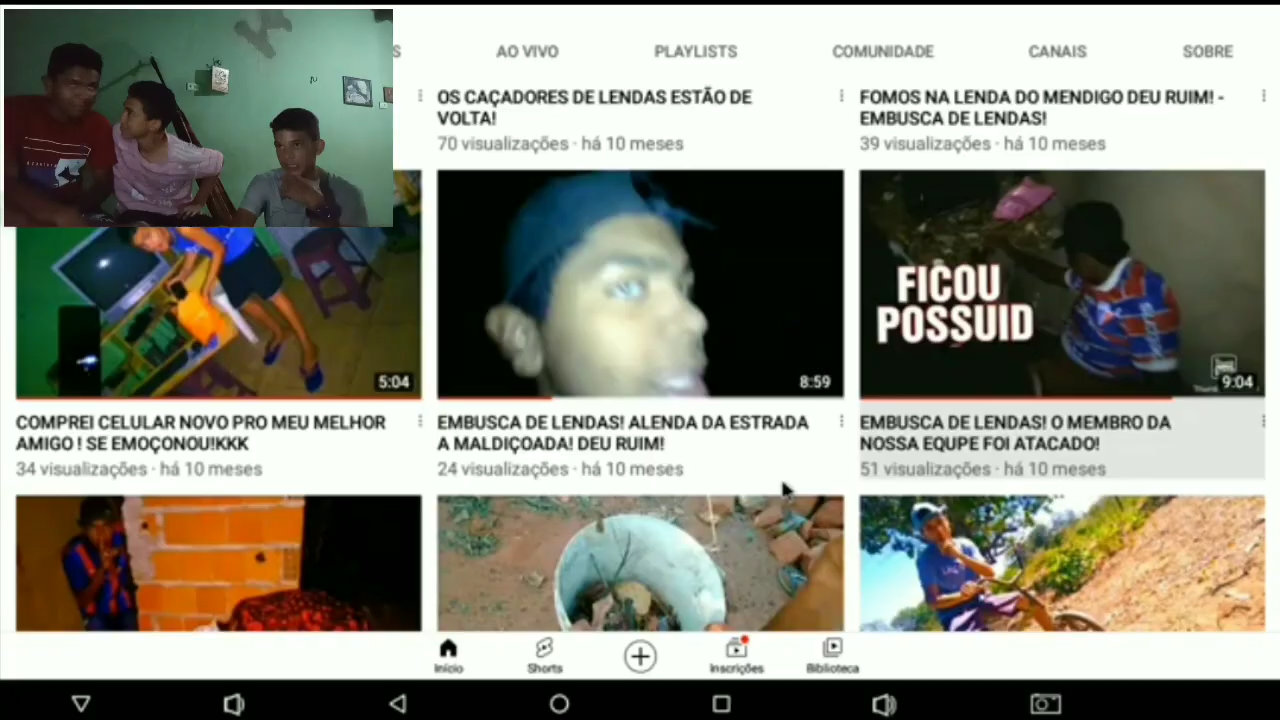 S
AO VIVO
PLAYLISTS
COMUNIDADE
CANAIS
SOBRE
OS CAÇADORES DE LENDAS ESTÃO DE
VOLTA!
70 visualizações · há 10 meses
FOMOS NA LENDA DO MENDIGO DEU RUIM! -
EMBUSCA DE LENDAS!
39 visualizações · há 10 meses
5:04
COMPREI CELULAR NOVO PRO MEU MELHOR
AMIGO ! SE EMOÇONOU!KKK
34 visualizações · há 10 meses
8:59
EMBUSCA DE LENDAS! ALENDA DA ESTRADA
A MALDIÇOADA! DEU RUIM!
24 visualizações · há 10 meses
FICOU
POSSUID
9:04
EMBUSCA DE LENDAS! O MEMBRO DA
NOSSA EQUPE FOI ATACADO!
51 visualizações · há 10 meses
Início
Shorts
Inscrições
Biblioteca